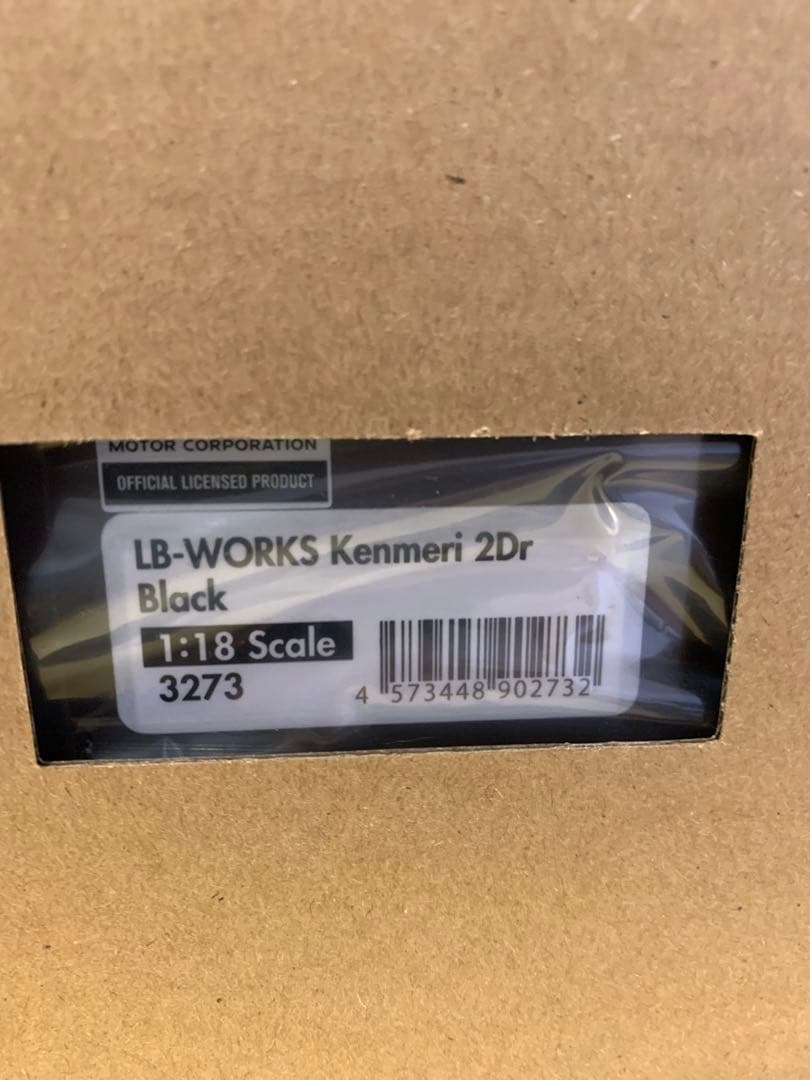 MOTOR CORPORATION
OFFICIAL LICENSED PRODUCT
LB-WORKS Kenmeri 2Dr
Black
1:18 Scale
3273
4 573448 902732